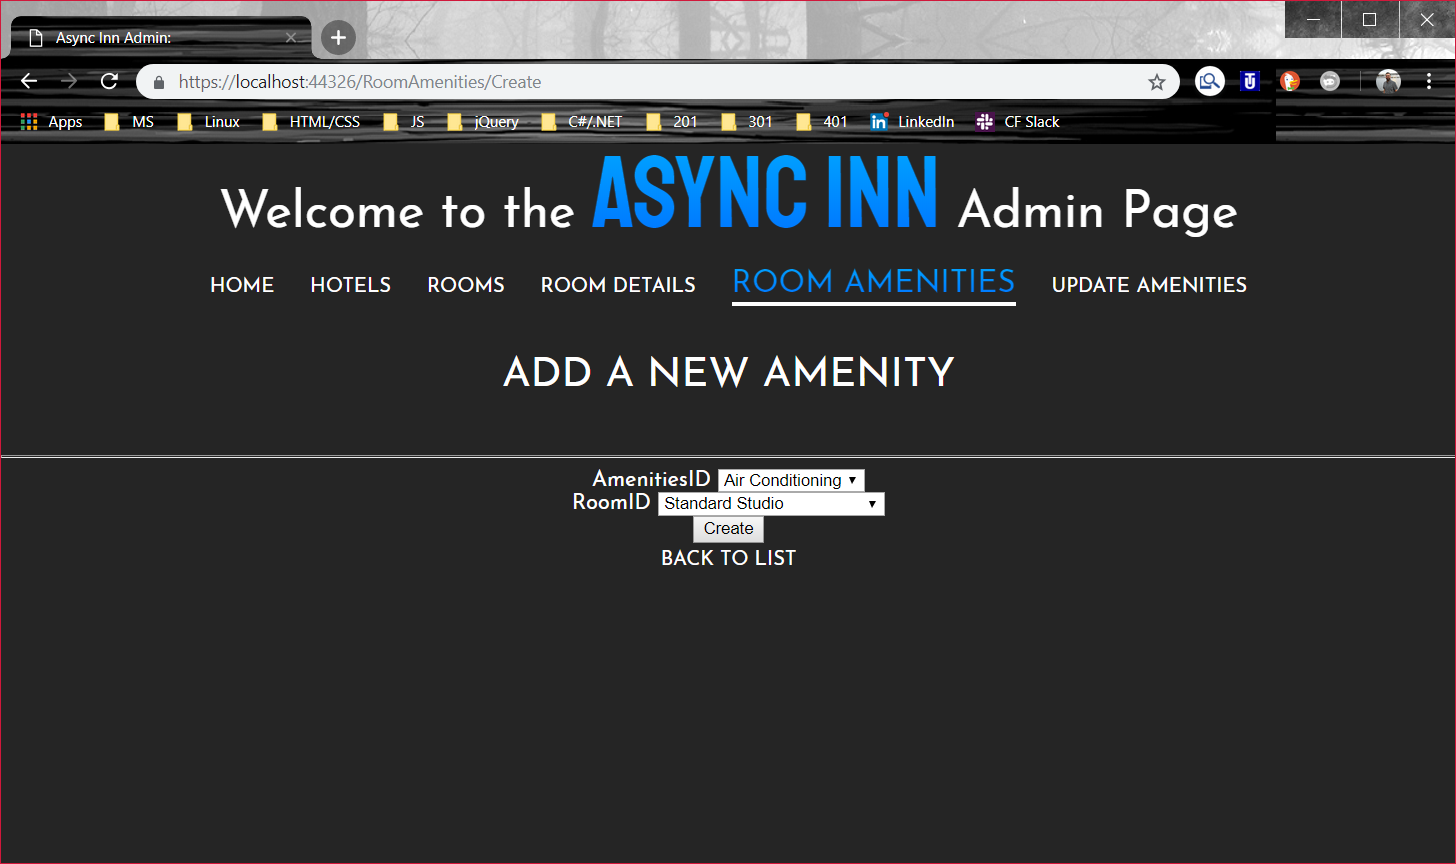 Async Inn Admin:
https://localhost:44326/RoomAmenities/Create
Apps MS Linux HTML/CSS JS jQuery C#/.NET 201 301 401 LinkedIn CF Slack
Welcome to the ASYNC INN Admin Page
HOME HOTELS ROOMS ROOM DETAILS ROOM AMENITIES UPDATE AMENITIES
ADD A NEW AMENITY
AmenitiesID Air Conditioning
RoomID Standard Studio
Create
BACK TO LIST